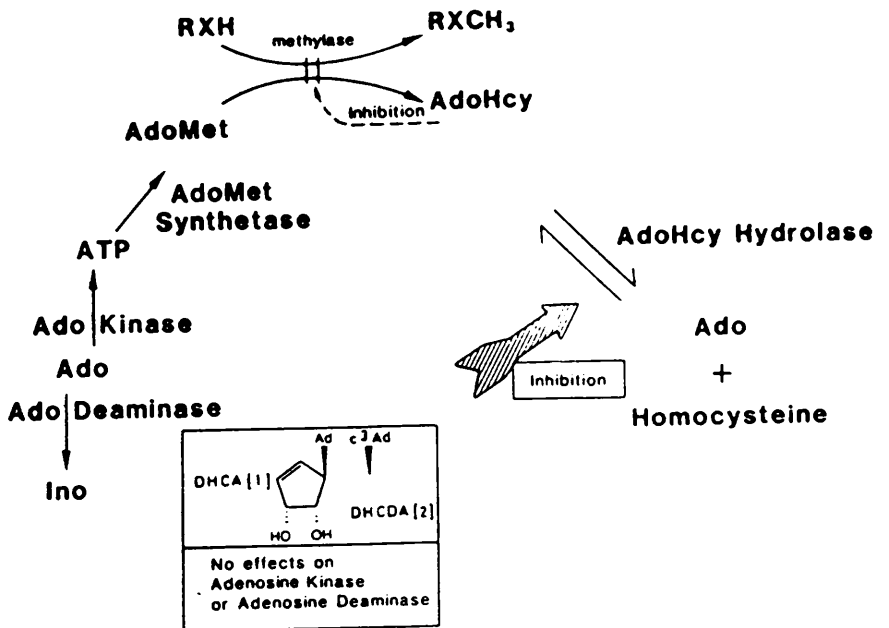 RXH
methylase
RXCH₃
AdoMet
Inhibition
AdoHcy
AdoMet
Synthetase
ATP
AdoHcy Hydrolase
Ado Kinase
Ado
Ado
+
Homocysteine
Inhibition
Ado Deaminase
Ino
Ad c³Ad
DHCA[1]
DHCDA[2]
HO OH
No effects on
Adenosine Kinase
or Adenosine Deaminase